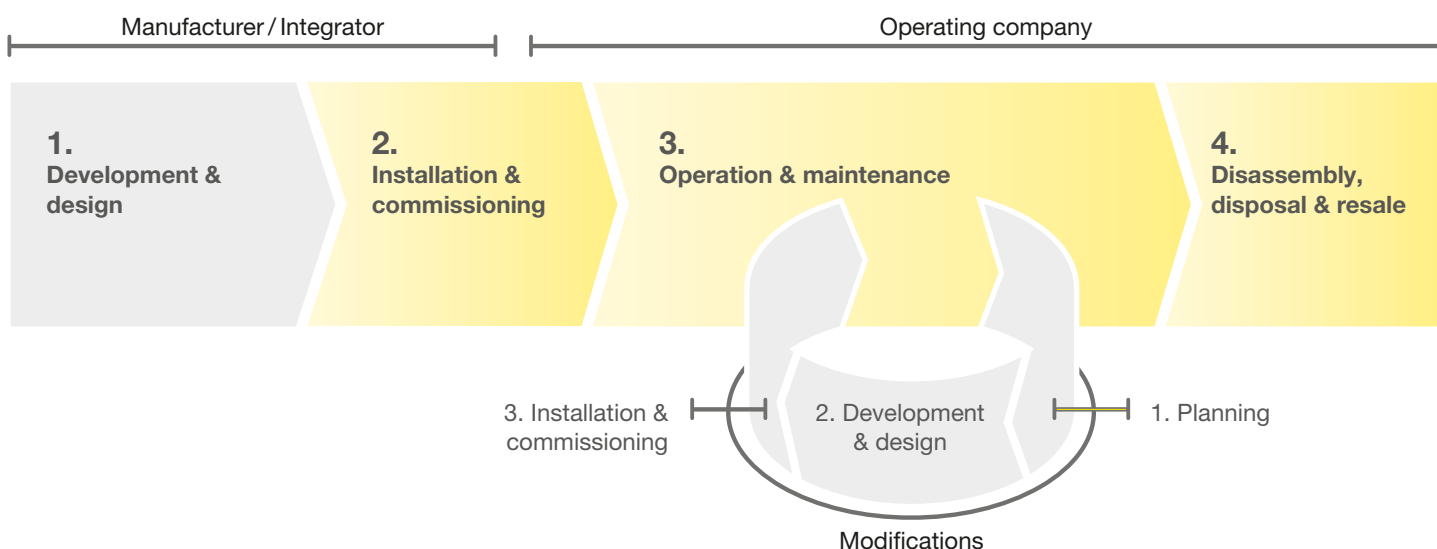 Manufacturer / Integrator
Operating company
1.
Development &
design
2.
Installation &
commissioning
3.
Operation & maintenance
4.
Disassembly,
disposal & resale
3. Installation &
commissioning
2. Development
& design
1. Planning
Modifications